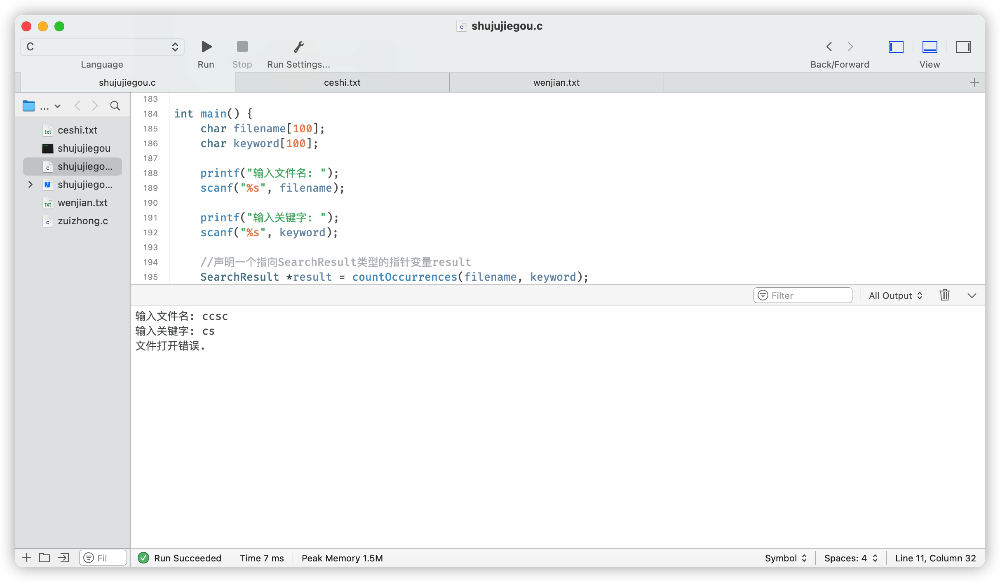 shujujiegou.c
C
Language
Run
Stop
Run Settings...
Back/Forward
View
shujujiegou.c
ceshi.txt
wenjian.txt
...
ceshi.txt
shujujiegou
shujujiego...
shujujiego...
wenjian.txt
zuizhong.c
183
184 int main() {
185 char filename[100];
186 char keyword[100];
187
188 printf("输入文件名: ");
189 scanf("%s", filename);
190
191 printf("输入关键字: ");
192 scanf("%s", keyword);
193
194 //声明一个指向SearchResult类型的指针变量result
195 SearchResult *result = countOccurrences(filename, keyword);
Filter
All Output
输入文件名: ccsc
输入关键字: cs
文件打开错误.
Fil
Run Succeeded
Time 7 ms
Peak Memory 1.5M
Symbol
Spaces: 4
Line 11, Column 32